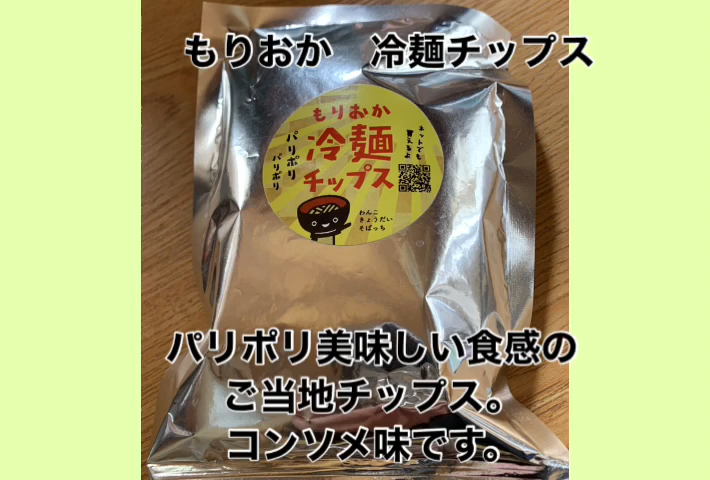 もりおか　冷麺チップス
もりおか
冷麺
チップス
パリポリ
パリポリ
ネットでも
買えるよ
わんこ
きょうだい
そばっち
パリポリ美味しい食感の
ご当地チップス。
コンソメ味です。